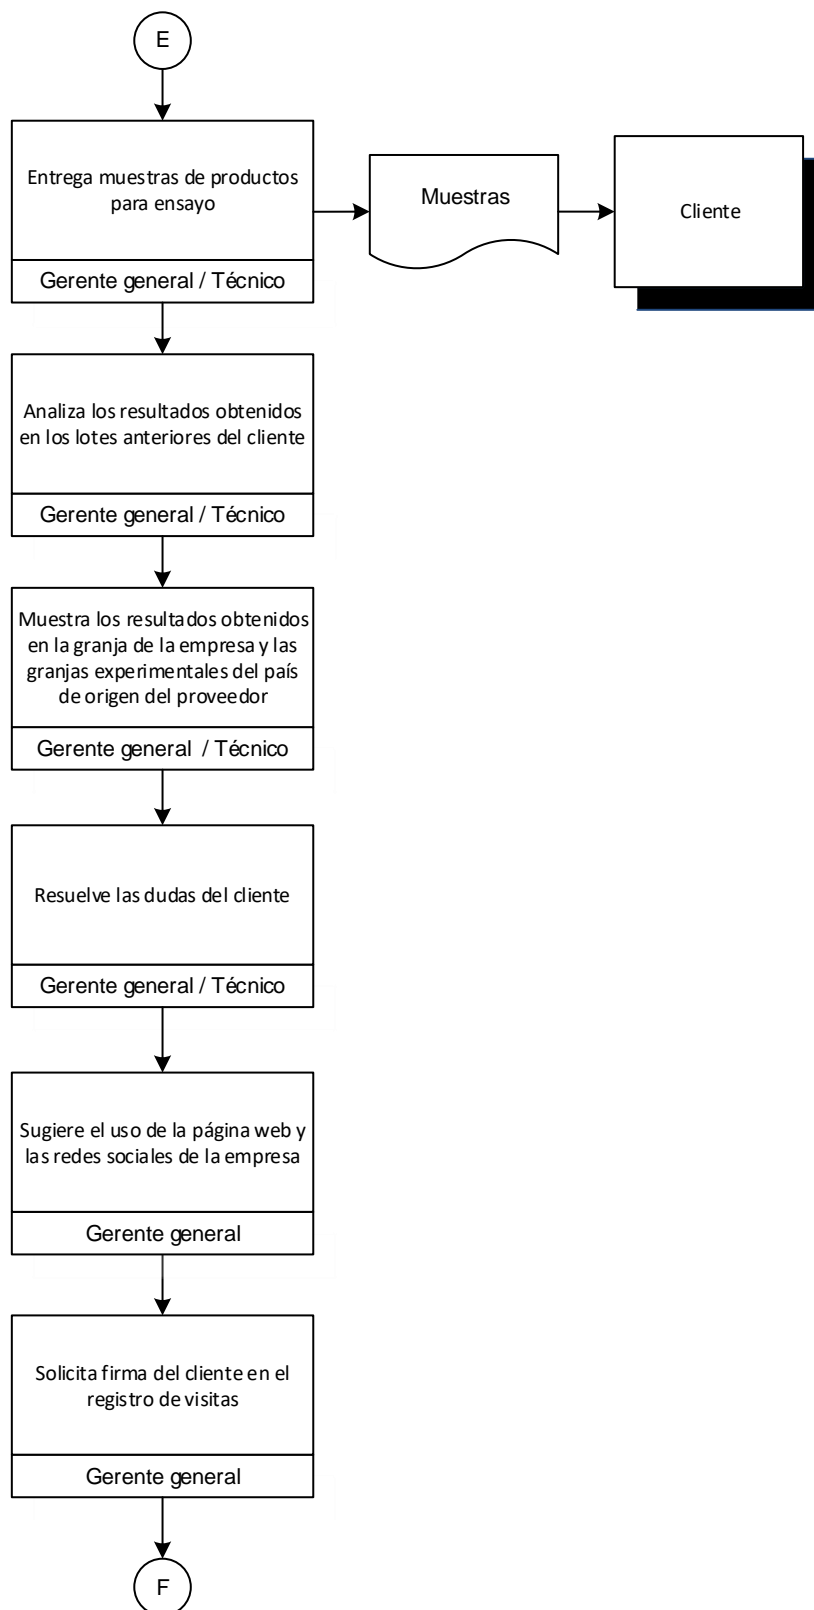 E
Entrega muestras de productos
para ensayo
Gerente general / Técnico
Muestras
Cliente
Analiza los resultados obtenidos
en los lotes anteriores del cliente
Gerente general / Técnico
Muestra los resultados obtenidos
en la granja de la empresa y las
granjas experimentales del país
de origen del proveedor
Gerente general / Técnico
Resuelve las dudas del cliente
Gerente general / Técnico
Sugiere el uso de la página web y
las redes sociales de la empresa
Gerente general
Solicita firma del cliente en el
registro de visitas
Gerente general
F